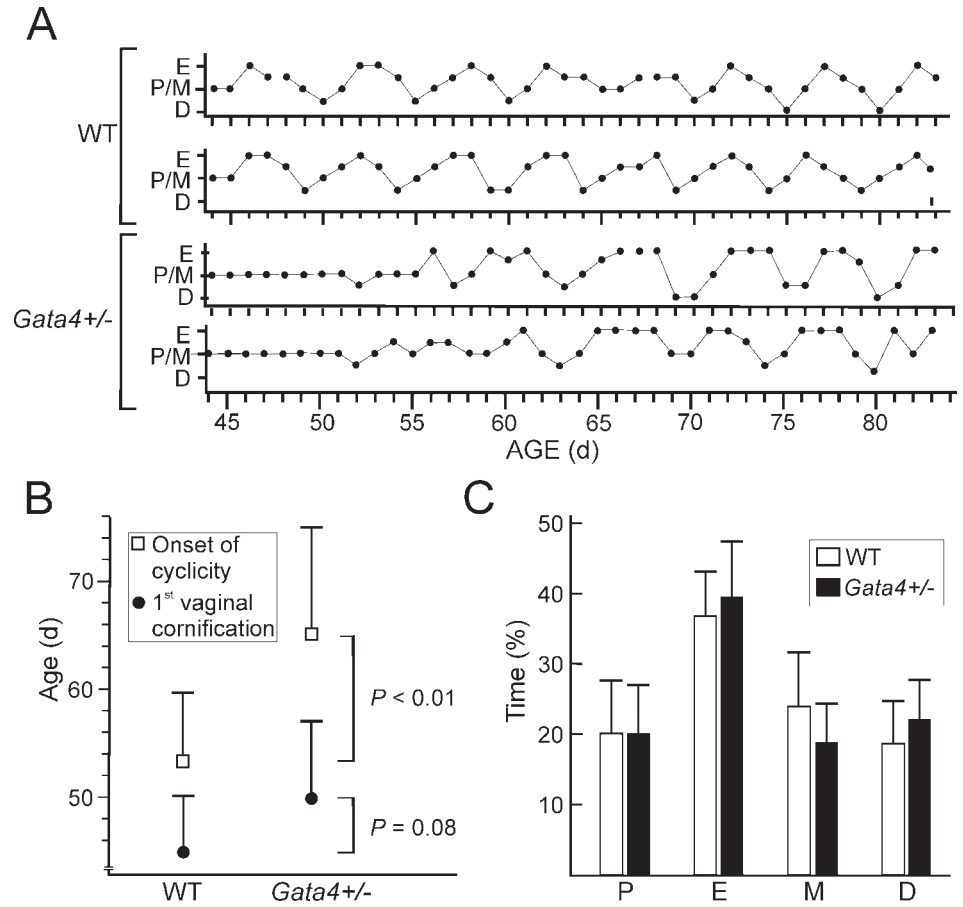 A
WT
E
P/M
D
E
P/M
D
Gata4+/-
E
P/M
D
E
P/M
D
45 50 55 60 65 70 75 80
AGE (d)
B
Age (d)
70
60
50
Onset of
cyclicity
1st vaginal
cornification
P < 0.01
P = 0.08
WT Gata4+/-
C
Time (%)
50
40
30
20
10
WT
Gata4+/-
P E M D